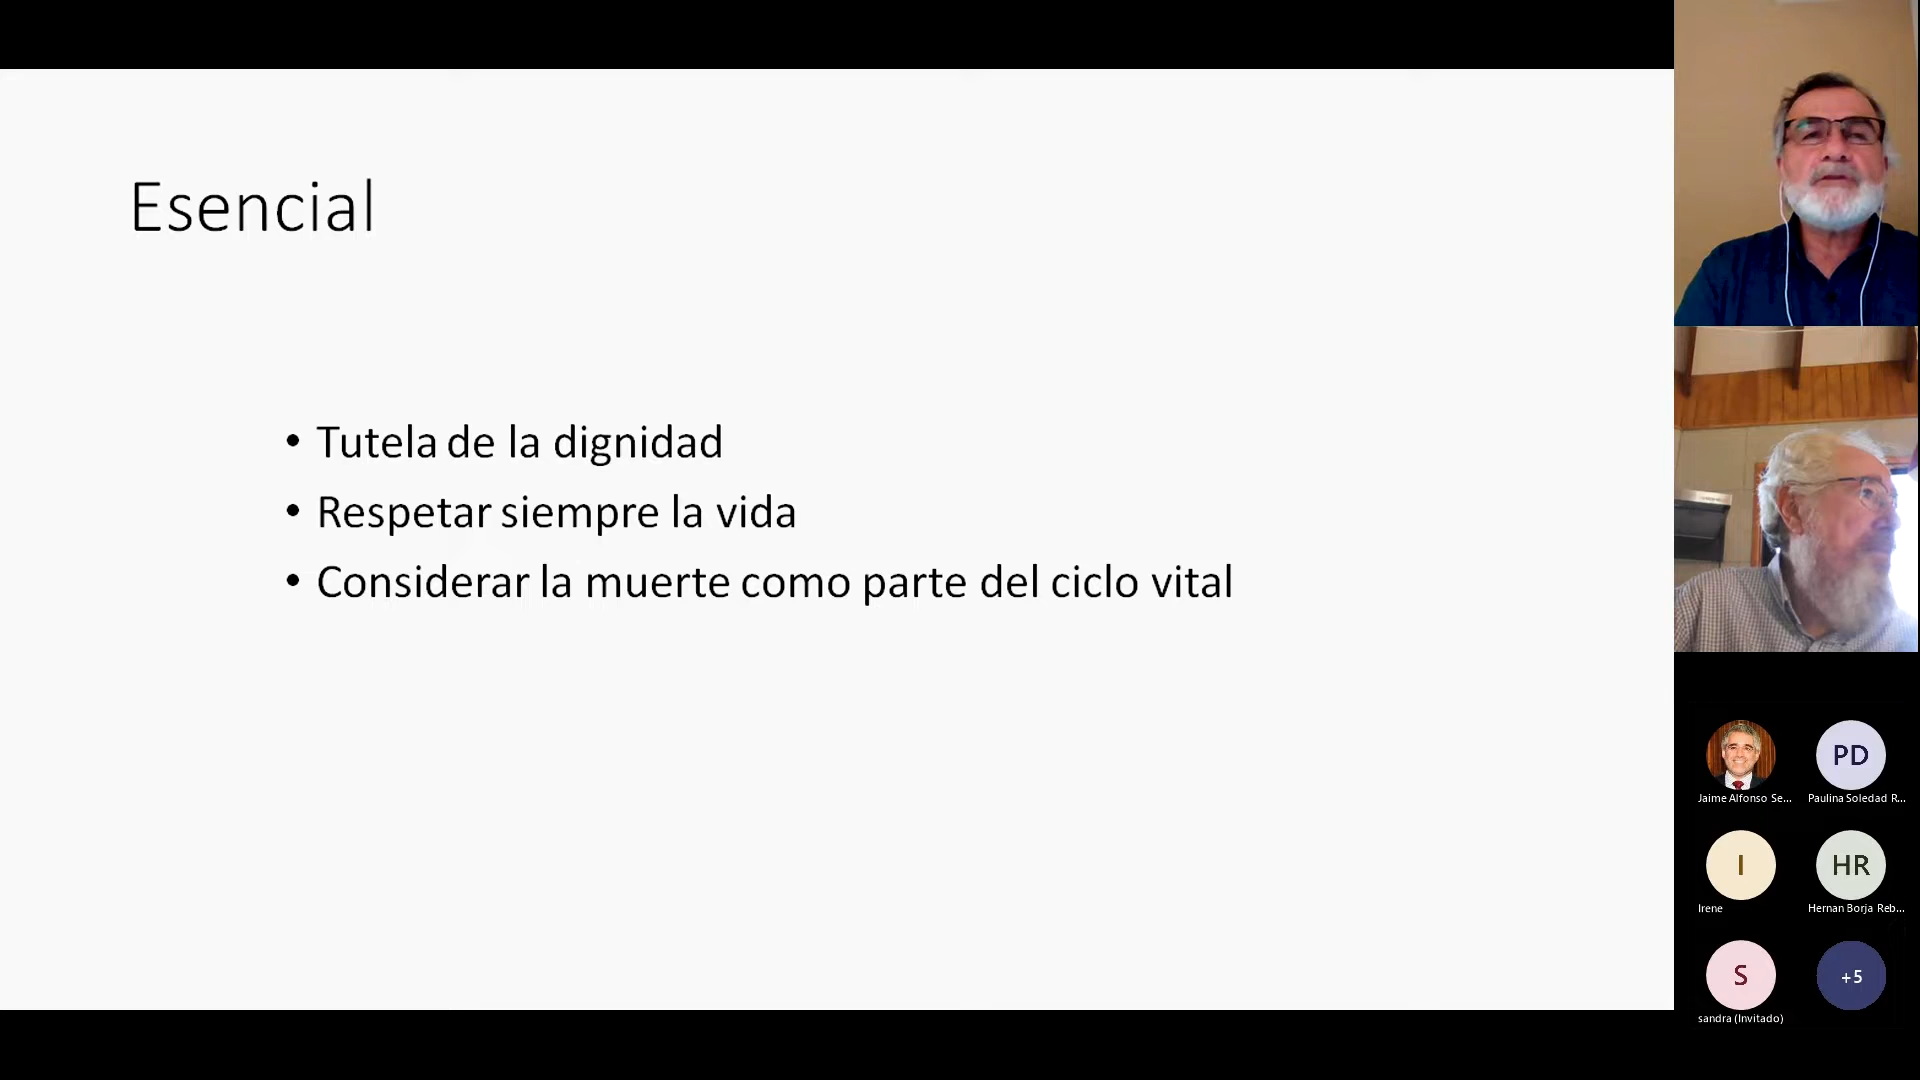 Esencial
• Tutela de la dignidad
• Respetar siempre la vida
• Considerar la muerte como parte del ciclo vital
Jaime Alfonso Se...
PD
Paulina Soledad R...
I
Irene
HR
Hernan Borja Reb...
S
sandra (Invitado)
+5